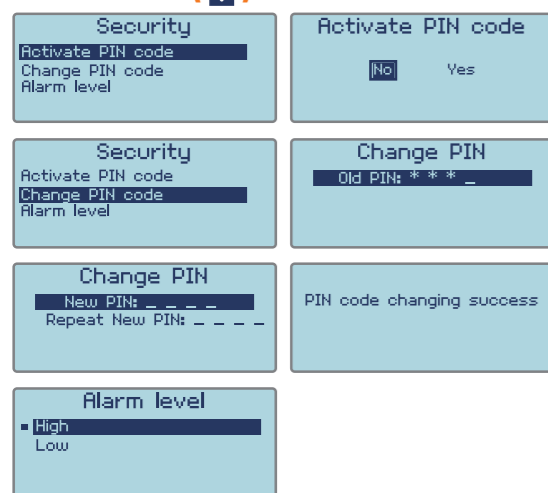 Security
Activate PIN code
Change PIN code
Alarm level
Activate PIN code
No Yes
Security
Activate PIN code
Change PIN code
Alarm level
Change PIN
Old PIN: * * * _
Change PIN
New PIN: _ _ _ _
Repeat New PIN: _ _ _ _
PIN code changing success
Alarm level
High
Low